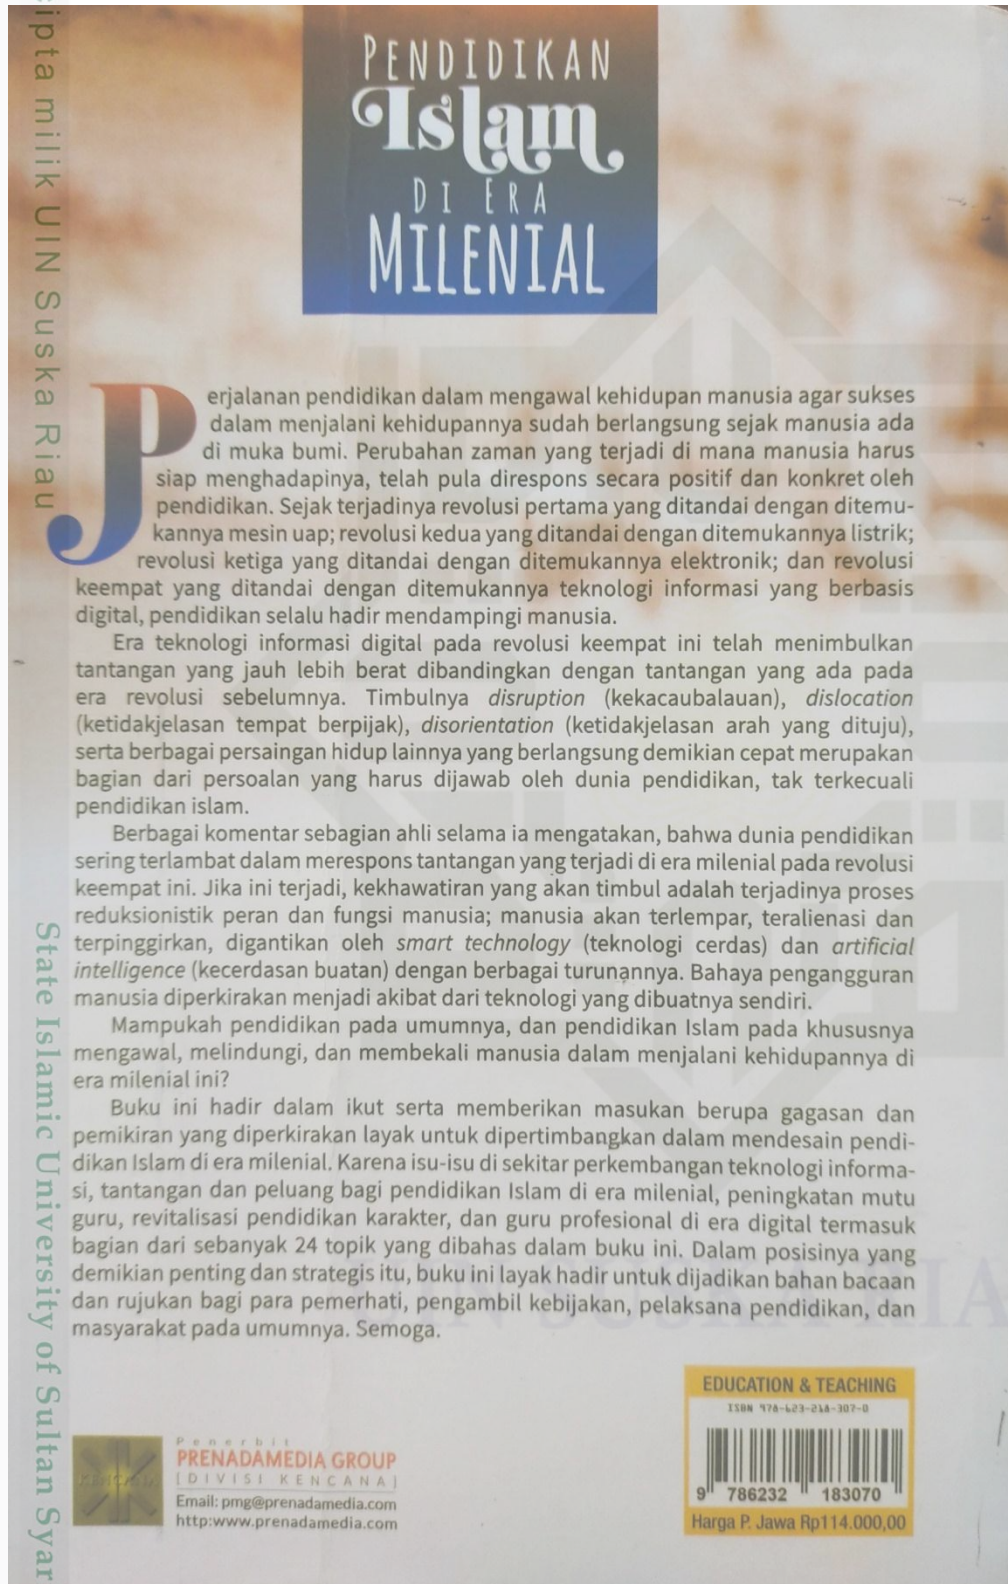 cipta milik UIN Suska Riau
State Islamic University of Sultan Syar
PENDIDIKAN
Islam
DI ERA
MILENIAL
Perjalanan pendidikan dalam mengawal kehidupan manusia agar sukses
dalam menjalani kehidupannya sudah berlangsung sejak manusia ada
di muka bumi. Perubahan zaman yang terjadi di mana manusia harus
siap menghadapinya, telah pula direspons secara positif dan konkret oleh
pendidikan. Sejak terjadinya revolusi pertama yang ditandai dengan ditemu-
kannya mesin uap; revolusi kedua yang ditandai dengan ditemukannya listrik;
revolusi ketiga yang ditandai dengan ditemukannya elektronik; dan revolusi
keempat yang ditandai dengan ditemukannya teknologi informasi yang berbasis
digital, pendidikan selalu hadir mendampingi manusia.
Era teknologi informasi digital pada revolusi keempat ini telah menimbulkan
tantangan yang jauh lebih berat dibandingkan dengan tantangan yang ada pada
era revolusi sebelumnya. Timbulnya disruption (kekacaubalauan), dislocation
(ketidakjelasan tempat berpijak), disorientation (ketidakjelasan arah yang dituju),
serta berbagai persaingan hidup lainnya yang berlangsung demikian cepat merupakan
bagian dari persoalan yang harus dijawab oleh dunia pendidikan, tak terkecuali
pendidikan islam.
Berbagai komentar sebagian ahli selama ia mengatakan, bahwa dunia pendidikan
sering terlambat dalam merespons tantangan yang terjadi di era milenial pada revolusi
keempat ini. Jika ini terjadi, kekhawatiran yang akan timbul adalah terjadinya proses
reduksionistik peran dan fungsi manusia; manusia akan terlempar, teralienasi dan
terpinggirkan, digantikan oleh smart technology (teknologi cerdas) dan artificial
intelligence (kecerdasan buatan) dengan berbagai turunannya. Bahaya pengangguran
manusia diperkirakan menjadi akibat dari teknologi yang dibuatnya sendiri.
Mampukah pendidikan pada umumnya, dan pendidikan Islam pada khususnya
mengawal, melindungi, dan membekali manusia dalam menjalani kehidupannya di
era milenial ini?
Buku ini hadir dalam ikut serta memberikan masukan berupa gagasan dan
pemikiran yang diperkirakan layak untuk dipertimbangkan dalam mendesain pendi-
dikan Islam di era milenial. Karena isu-isu di sekitar perkembangan teknologi informa-
si, tantangan dan peluang bagi pendidikan Islam di era milenial, peningkatan mutu
guru, revitalisasi pendidikan karakter, dan guru profesional di era digital termasuk
bagian dari sebanyak 24 topik yang dibahas dalam buku ini. Dalam posisinya yang
demikian penting dan strategis itu, buku ini layak hadir untuk dijadikan bahan bacaan
dan rujukan bagi para pemerhati, pengambil kebijakan, pelaksana pendidikan, dan
masyarakat pada umumnya. Semoga.
KENCANA
Penerbit
PRENADAMEDIA GROUP
[DIVISI KENCANA]
Email: pmg@prenadamedia.com
http:www.prenadamedia.com
EDUCATION & TEACHING
ISBN 978-623-218-307-0
9 786232 183070
Harga P. Jawa Rp114.000,00